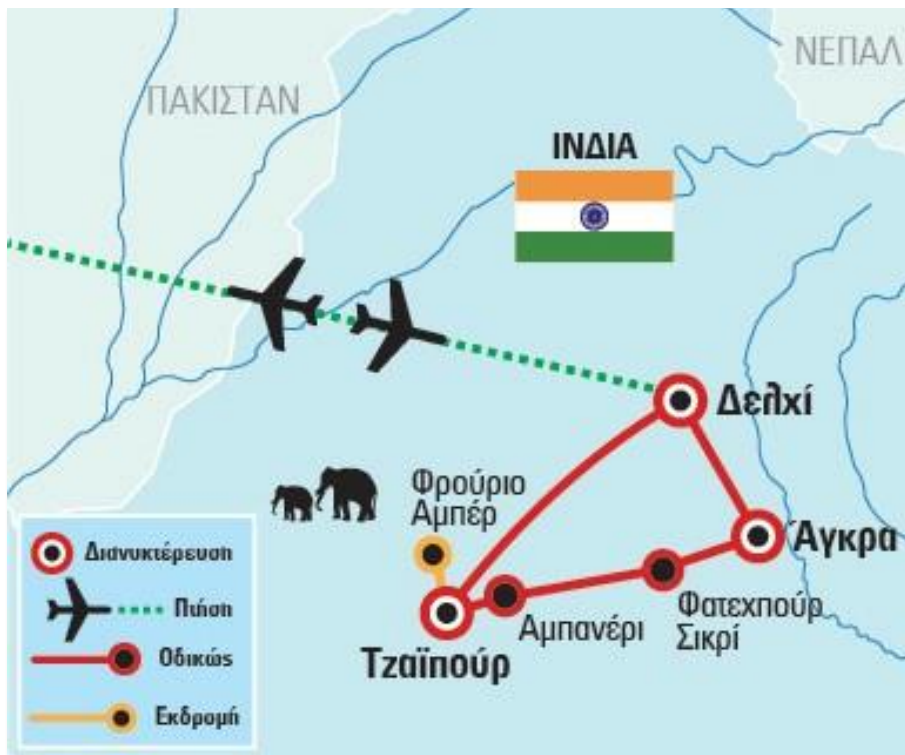 ΝΕΠΑΛ
ΠΑΚΙΣΤΑΝ
ΙΝΔΙΑ
Δελχί
Φρούριο
Αμπέρ
Άγκρα
Φατεχπούρ
Σικρί
Αμπανέρι
Τζαϊπούρ
Διανυκτέρευση
Πτήση
Οδικώς
Εκδρομή